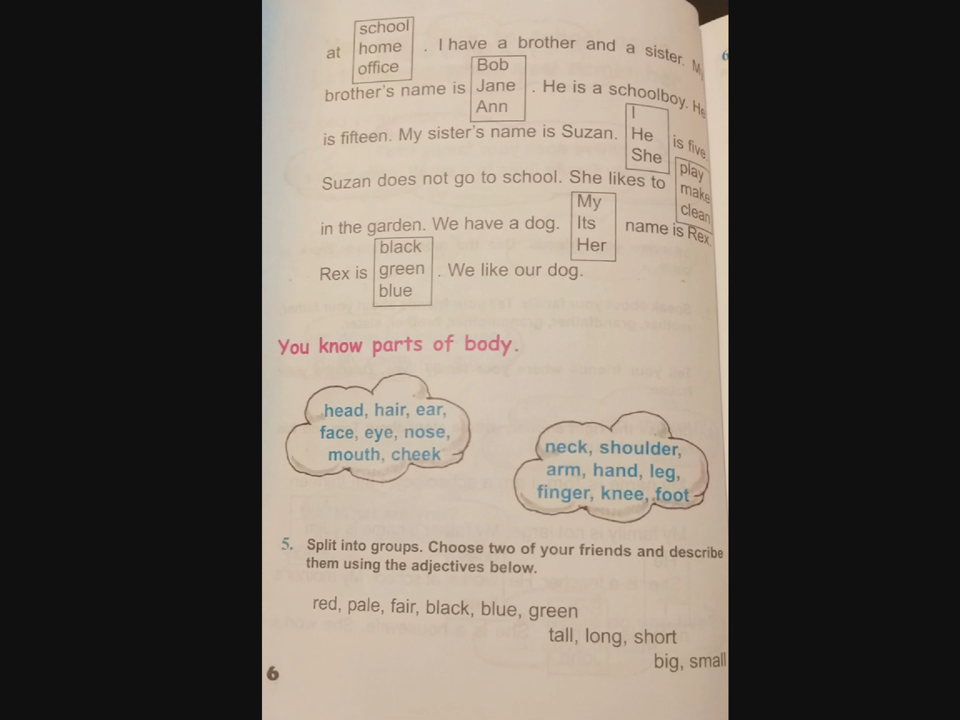 school
at home . I have a brother and a sister. My
office
Bob
brother's name is Jane . He is a schoolboy. He
Ann
I
is fifteen. My sister's name is Suzan. He is five.
She
play
Suzan does not go to school. She likes to make
clean
My
in the garden. We have a dog. Its name is Rex.
Her
black
Rex is green . We like our dog.
blue
You know parts of body.
head, hair, ear,
face, eye, nose,
mouth, cheek
neck, shoulder,
arm, hand, leg,
finger, knee, foot
5. Split into groups. Choose two of your friends and describe
them using the adjectives below.
red, pale, fair, black, blue, green
tall, long, short
big, small
6